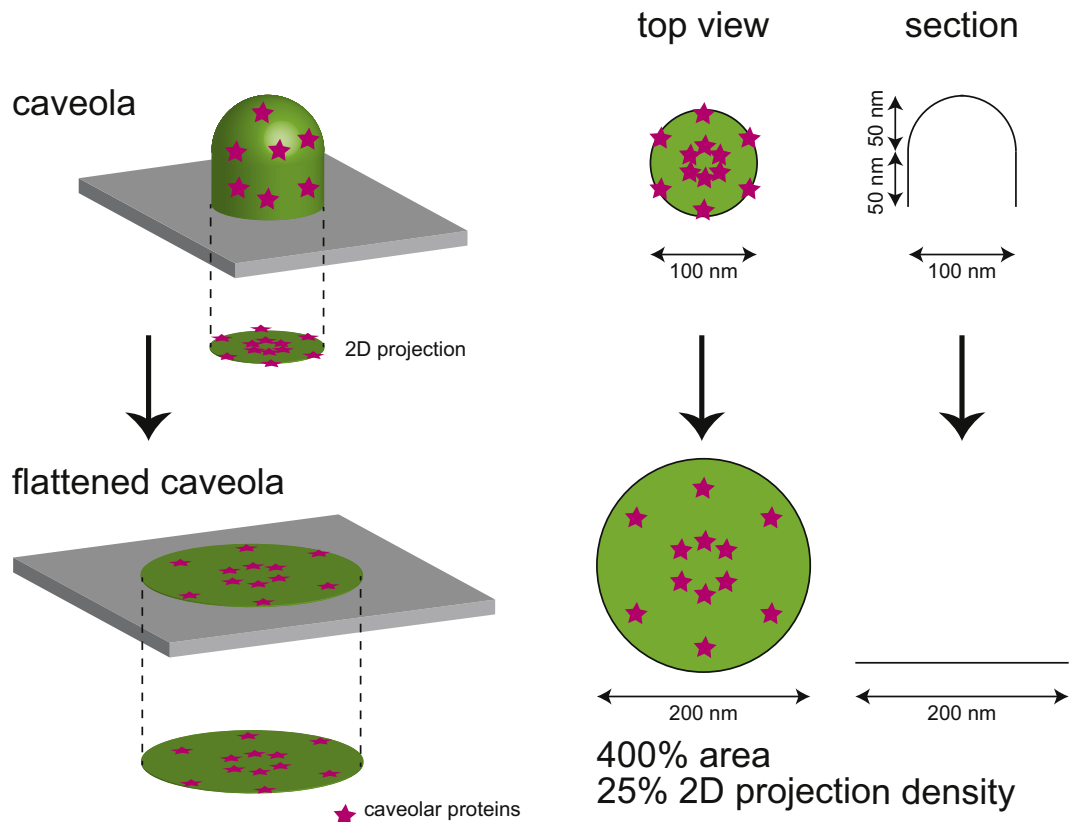 top view
section
caveola
50 nm
50 nm
100 nm
100 nm
2D projection
flattened caveola
200 nm
200 nm
400% area
25% 2D projection density
caveolar proteins